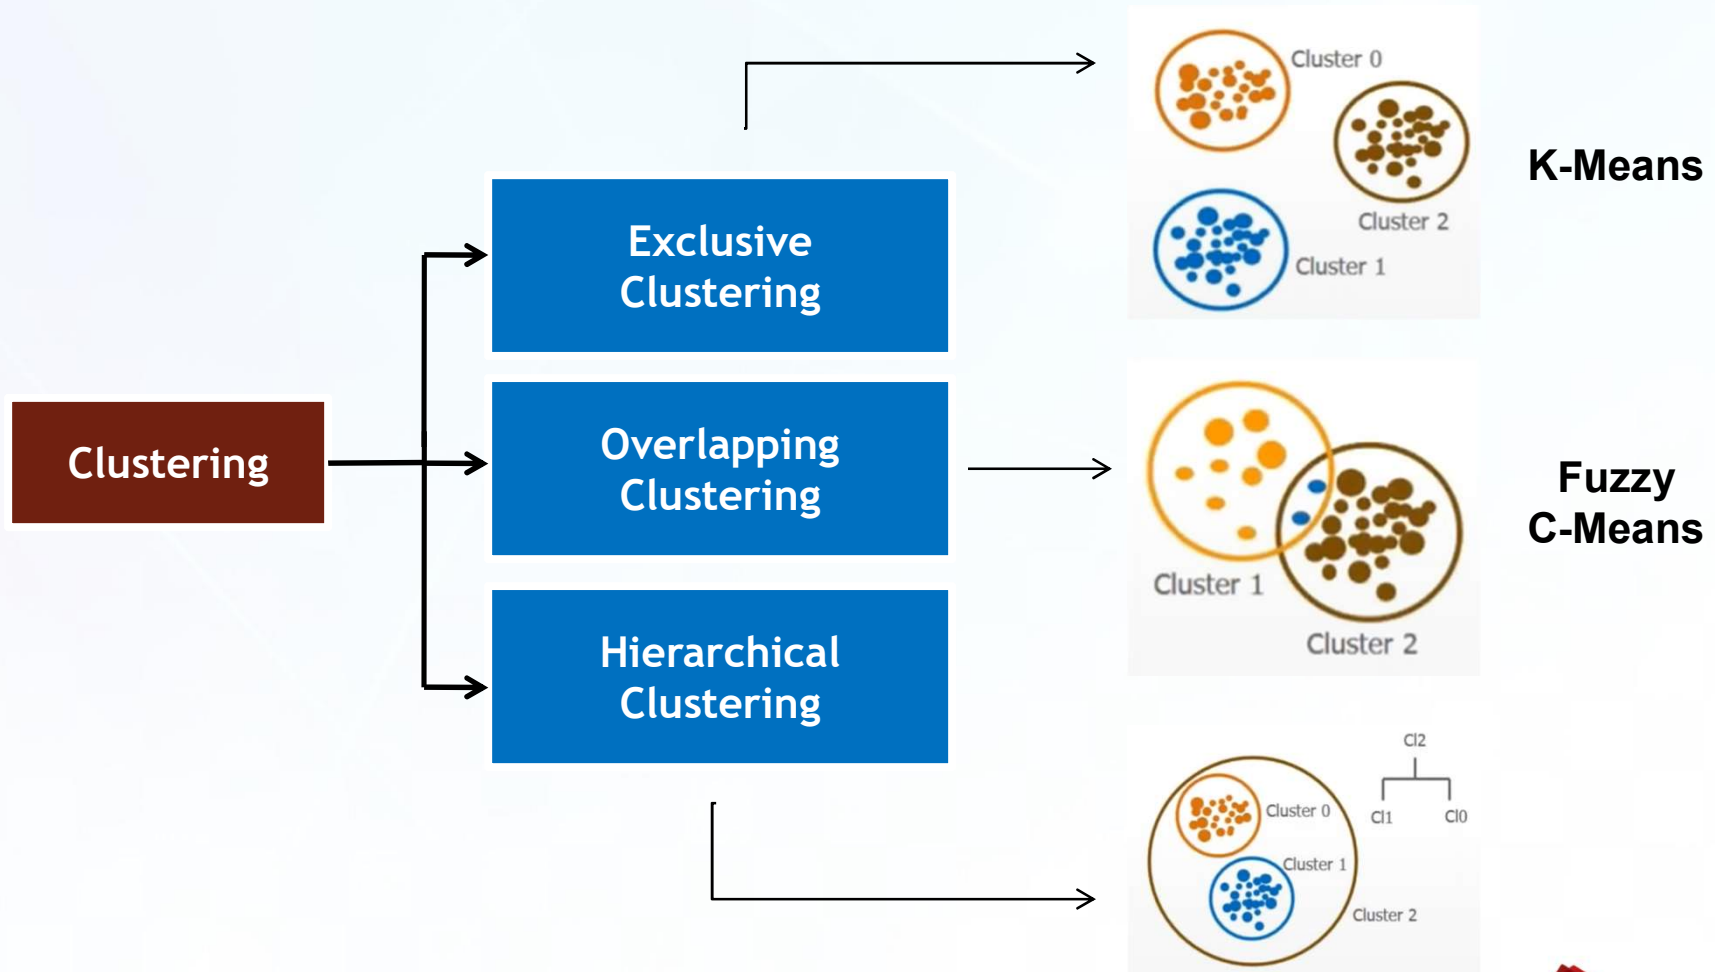 Clustering
Exclusive
Clustering
Overlapping
Clustering
Hierarchical
Clustering
Cluster 0
Cluster 2
Cluster 1
K-Means
Cluster 1
Cluster 2
Fuzzy
C-Means
Cl2
Cl1 Cl0
Cluster 0
Cluster 1
Cluster 2